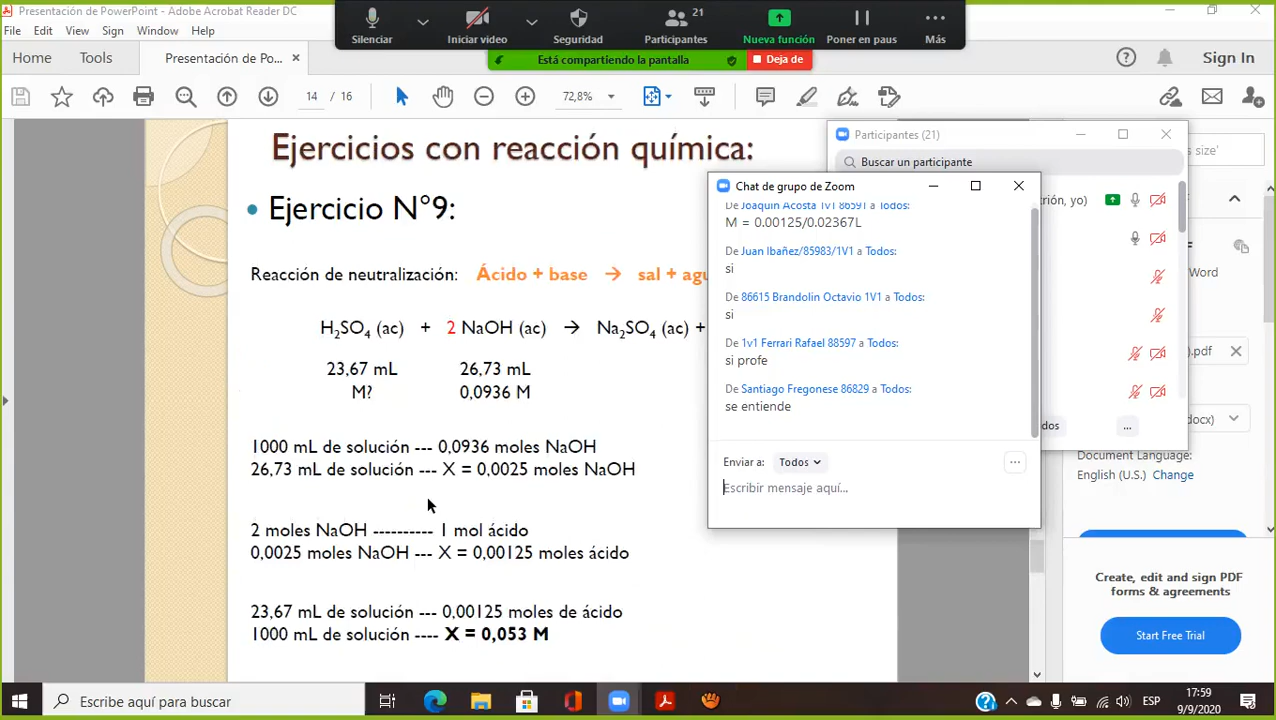 Presentación de PowerPoint - Adobe Acrobat Reader DC
File Edit View Window Help
Silenciar
Iniciar video
Seguridad
21
Participantes
Nueva función
Poner en paus
Más
Está compartiendo la pantalla
Deja de
Home
Tools
Presentación de Po...
Sign In
14 / 16
72,8%
Ejercicios con reacción química:
Ejercicio N°9:
Reacción de neutralización: Ácido + base → sal + agu
H₂SO₄ (ac) + 2 NaOH (ac) → Na₂SO₄ (ac) +
23,67 mL 26,73 mL
M? 0,0936 M
1000 mL de solución --- 0,0936 moles NaOH
26,73 mL de solución --- X = 0,0025 moles NaOH
2 moles NaOH ---------- 1 mol ácido
0,0025 moles NaOH --- X = 0,00125 moles ácido
23,67 mL de solución --- 0,00125 moles de ácido
1000 mL de solución ---- X = 0,053 M
Participantes (21)
Buscar un participante
size'
trión, yo)
Chat de grupo de Zoom
De Joaquin Acosta 1v1 86591 a Todos:
M = 0.00125/0.02367L
De Juan Ibañez/85983/1V1 a Todos:
si
De 86615 Brandolin Octavio 1V1 a Todos:
si
De 1v1 Ferrari Rafael 88597 a Todos:
si profe
De Santiago Fregonese 86829 a Todos:
se entiende
Enviar a: Todos
...
Escribir mensaje aquí...
dos
...
Word
).pdf
ocx)
Document Language:
English (U.S.) Change
Create, edit and sign PDF
forms & agreements
Start Free Trial
Escribe aquí para buscar
ESP
17:59
9/9/2020